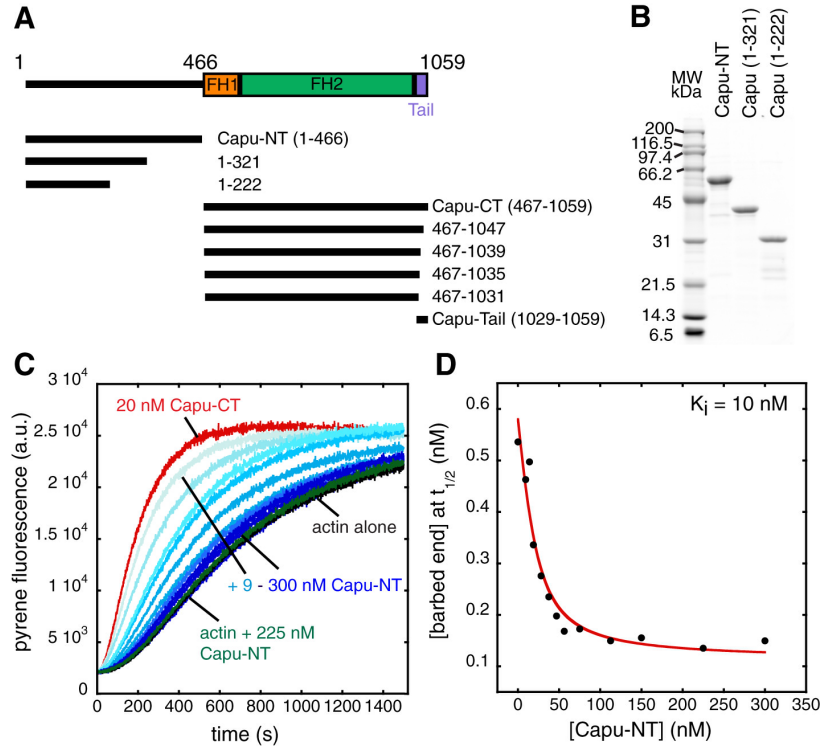 A
1
466
1059
FH1
FH2
Tail
Capu-NT (1-466)
1-321
1-222
Capu-CT (467-1059)
467-1047
467-1039
467-1035
467-1031
Capu-Tail (1029-1059)
B
MW
kDa
Capu-NT
Capu (1-321)
Capu (1-222)
200
116.5
97.4
66.2
45
31
21.5
14.3
6.5
C
pyrene fluorescence (a.u.)
3 10⁴
2.5 10⁴
2 10⁴
1.5 10⁴
1 10⁴
5 10³
0
20 nM Capu-CT
actin alone
+ 9 - 300 nM Capu-NT
actin + 225 nM
Capu-NT
0 200 400 600 800 1000 1200 1400
time (s)
D
[barbed end] at t1/2 (nM)
0.6
0.5
0.4
0.3
0.2
0.1
Ki = 10 nM
0 50 100 150 200 250 300 350
[Capu-NT] (nM)